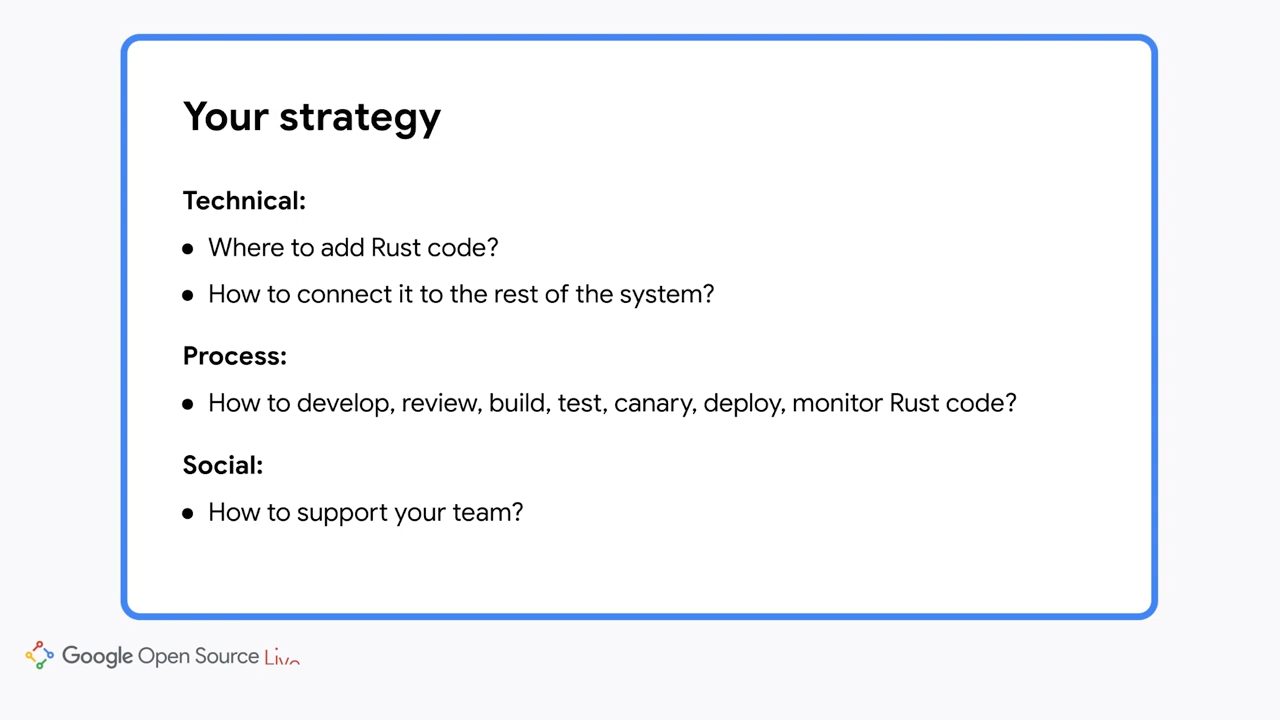 Your strategy
Technical:
● Where to add Rust code?
● How to connect it to the rest of the system?
Process:
● How to develop, review, build, test, canary, deploy, monitor Rust code?
Social:
● How to support your team?
Google Open Source Live